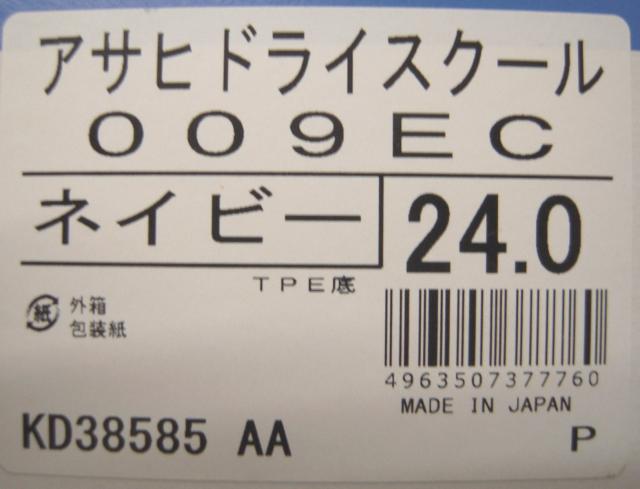 アサヒドライスクール
009EC
ネイビー 24.0
TPE底
紙 外箱
包装紙
4963507377760
MADE IN JAPAN
KD38585 AA P